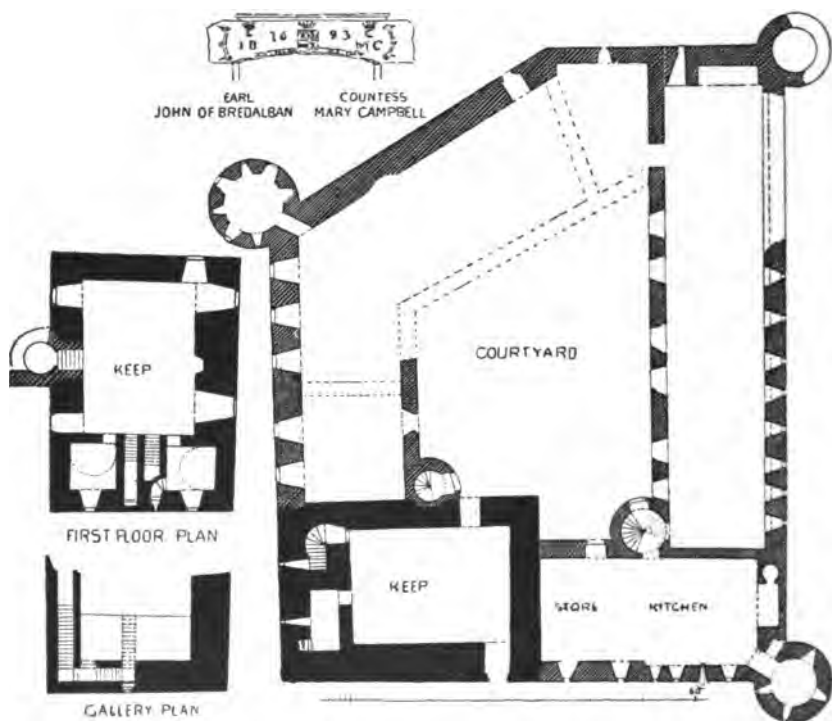 E C
IB 16 93 MC
EARL
JOHN OF BREDALBAN
COUNTESS
MARY CAMPBELL
KEEP
FIRST FLOOR PLAN
GALLERY PLAN
COURTYARD
KEEP
STORE KITCHEN
60